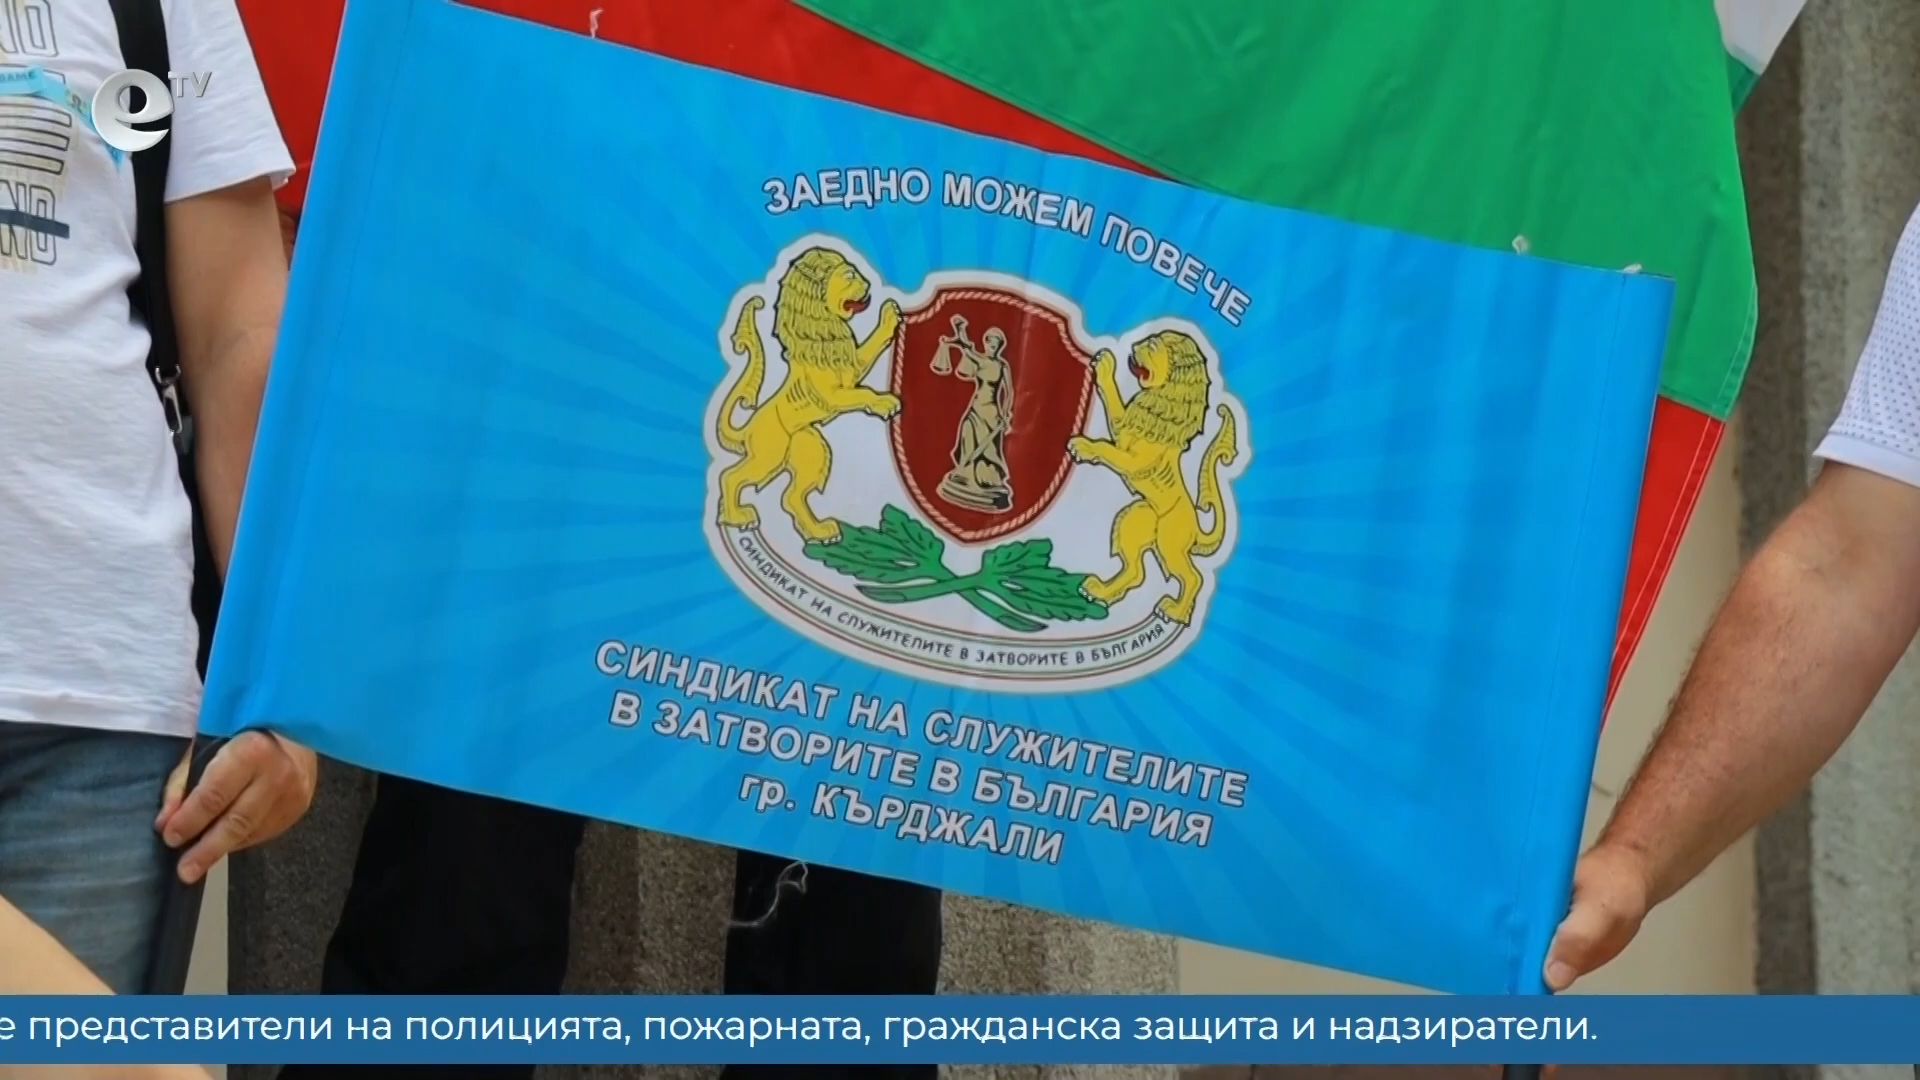 e TV
ЗАЕДНО МОЖЕМ ПОВЕЧЕ
СИНДИКАТ НА СЛУЖИТЕЛИТЕ В ЗАТВОРИТЕ В БЪЛГАРИЯ
СИНДИКАТ НА СЛУЖИТЕЛИТЕ
В ЗАТВОРИТЕ В БЪЛГАРИЯ
гр. КЪРДЖАЛИ
е представители на полицията, пожарната, гражданска защита и надзиратели.